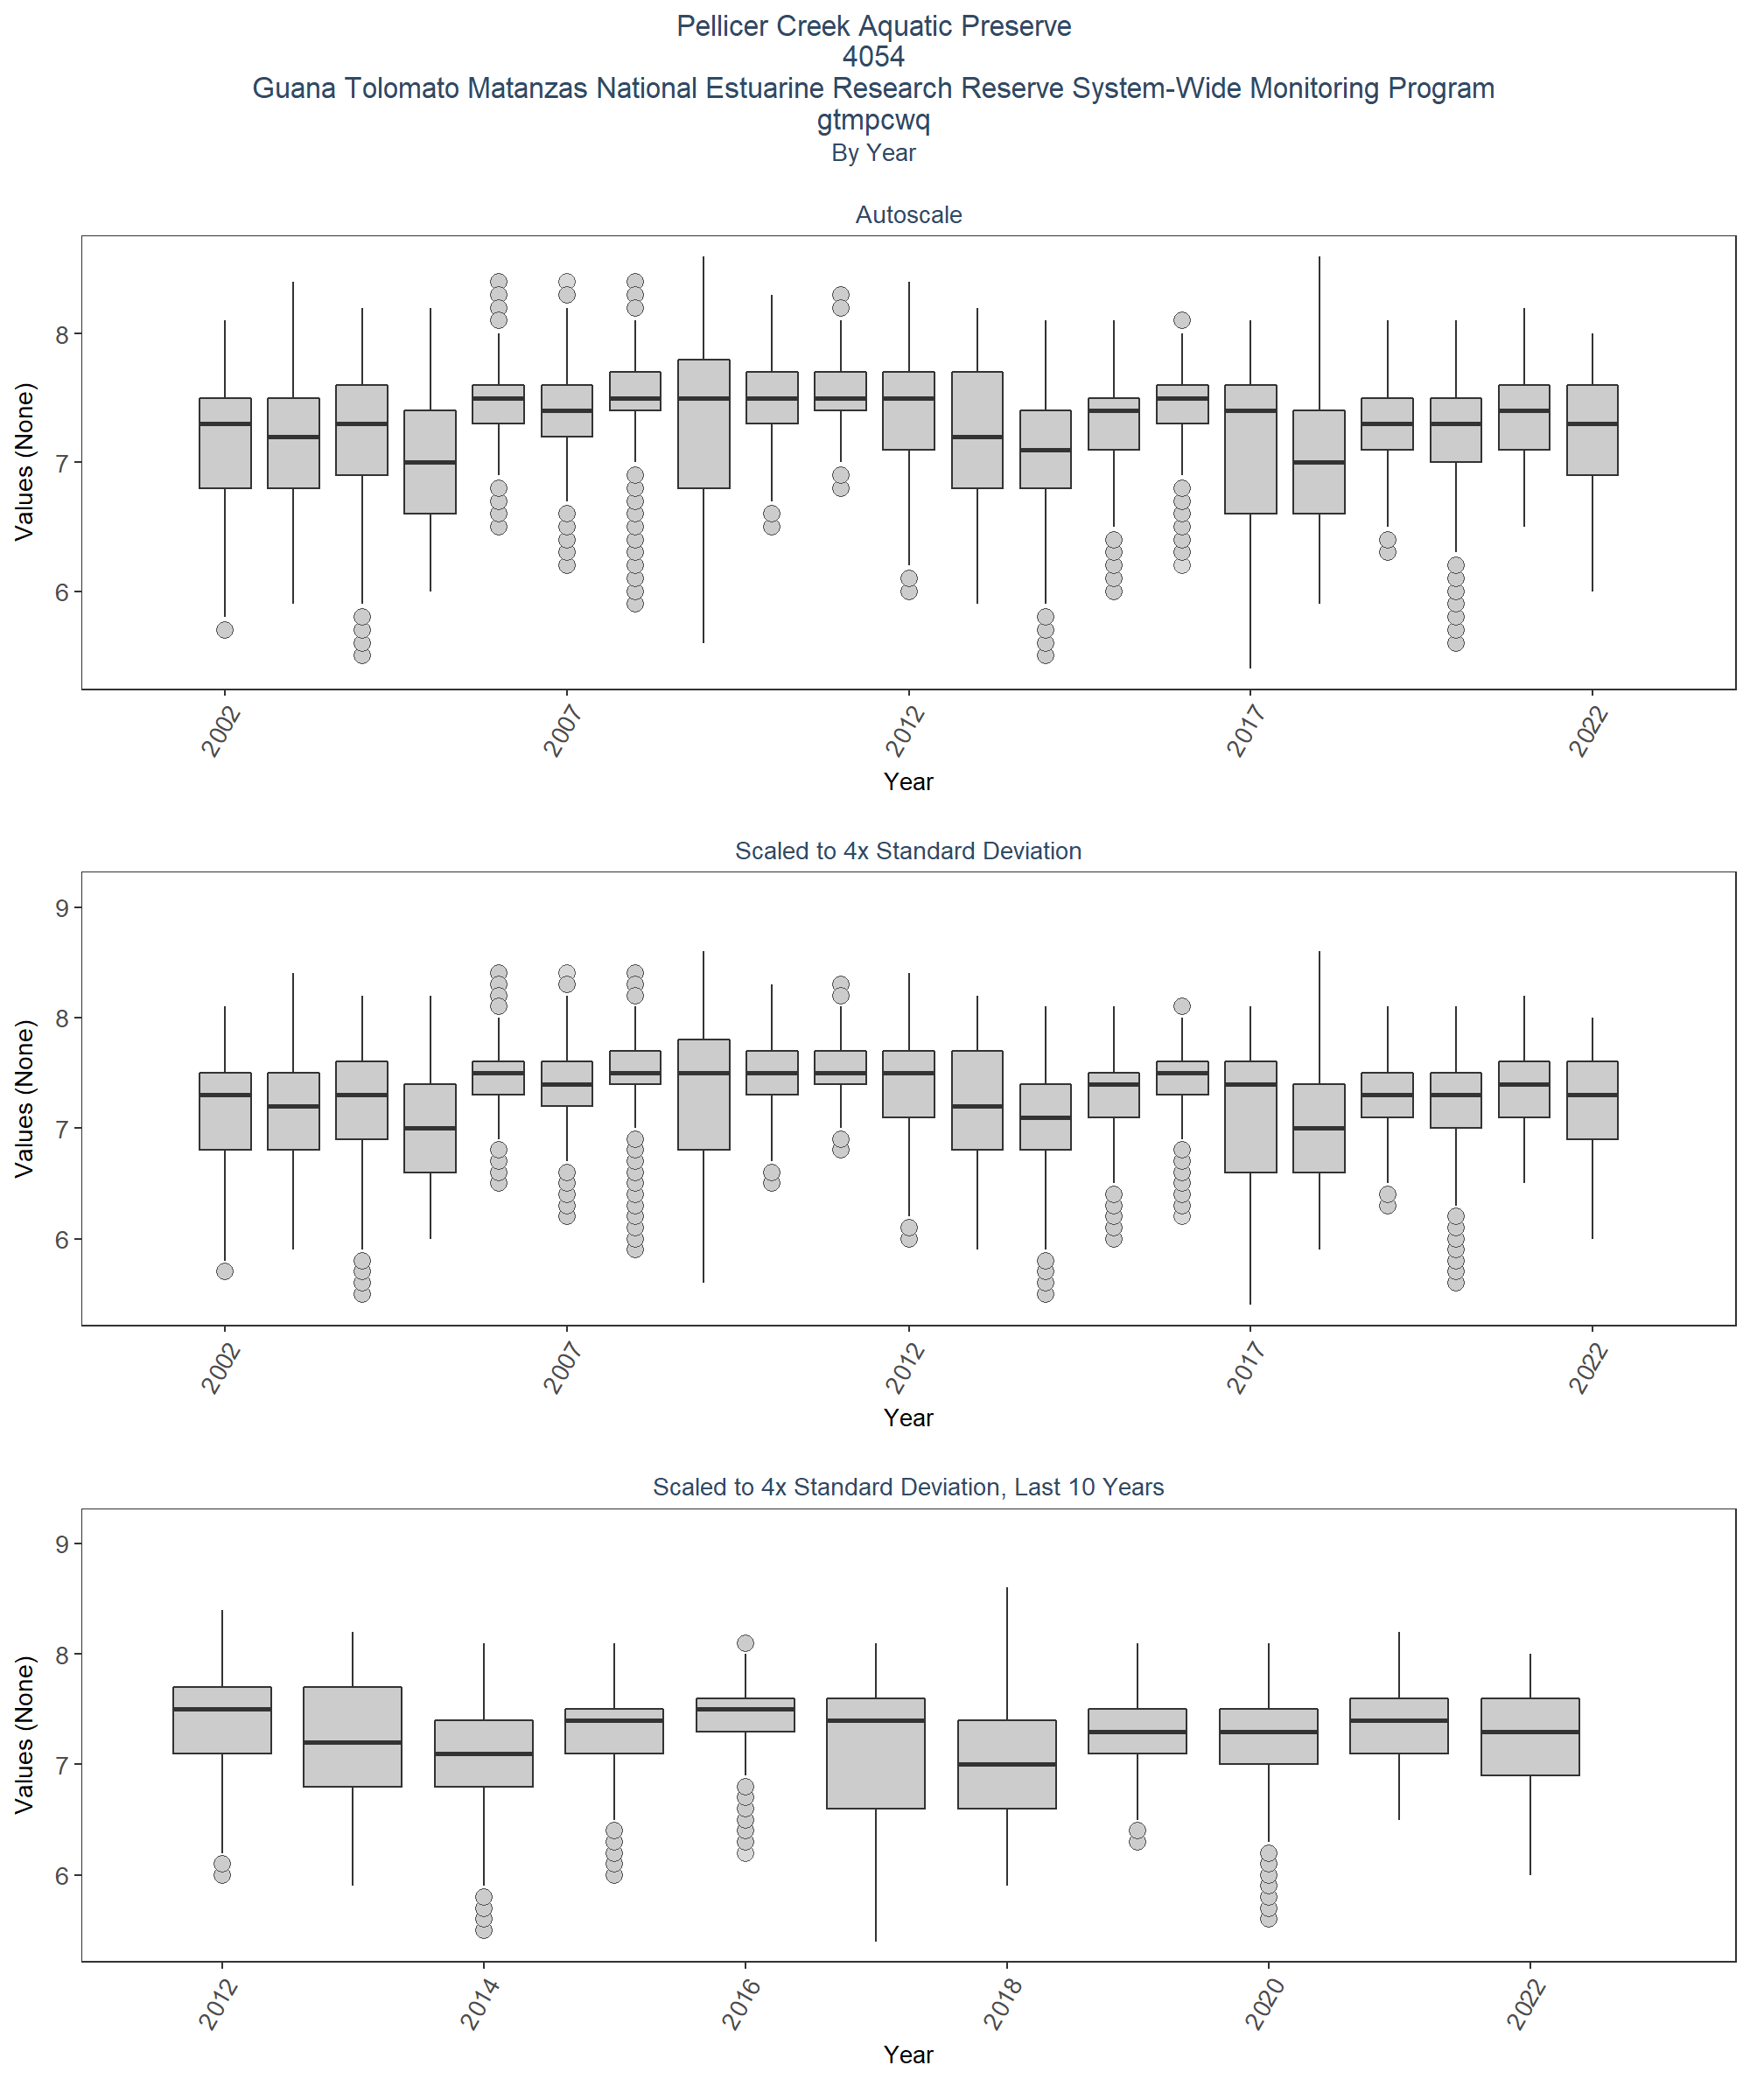 Pellicer Creek Aquatic Preserve
4054
Guana Tolomato Matanzas National Estuarine Research Reserve System-Wide Monitoring Program
gtmpcwq
By Year
Autoscale
Values (None)
8
7
6
2002
2007
2012
2017
2022
Year
Scaled to 4x Standard Deviation
Values (None)
9
8
7
6
2002
2007
2012
2017
2022
Year
Scaled to 4x Standard Deviation, Last 10 Years
Values (None)
9
8
7
6
2012
2014
2016
2018
2020
2022
Year